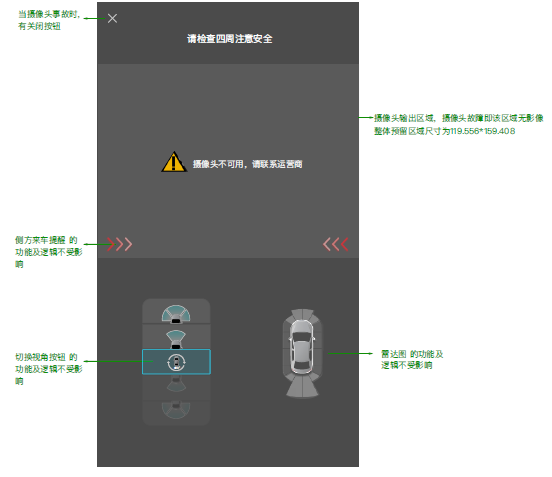 当摄像头事故时，
有关闭按钮
请检查四周注意安全
摄像头输出区域，摄像头故障即该区域无影像
整体预留区域尺寸为119.556*159.408
摄像头不可用，请联系运营商
侧方来车提醒 的
功能及逻辑不受影
响
切换视角按钮 的
功能及逻辑不受影
响
雷达图 的功能及
逻辑不受影响